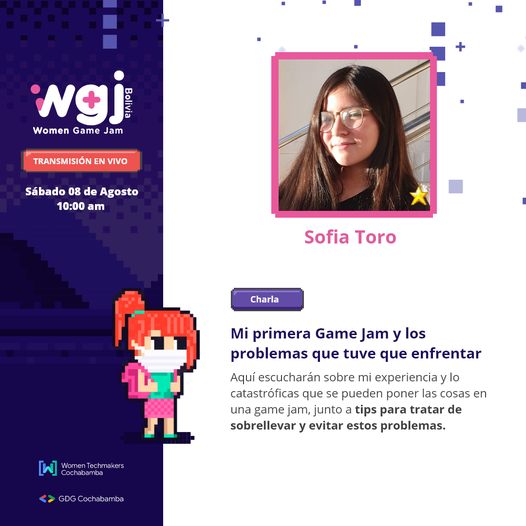 wgj
Bolivia
Women Game Jam
TRANSMISIÓN EN VIVO
Sábado 08 de Agosto
10:00 am
Women Techmakers
Cochabamba
GDG Cochabamba
Sofia Toro
Charla
Mi primera Game Jam y los
problemas que tuve que enfrentar
Aquí escucharán sobre mi experiencia y lo
catastróficas que se pueden poner las cosas en
una game jam, junto a tips para tratar de
sobrellevar y evitar estos problemas.